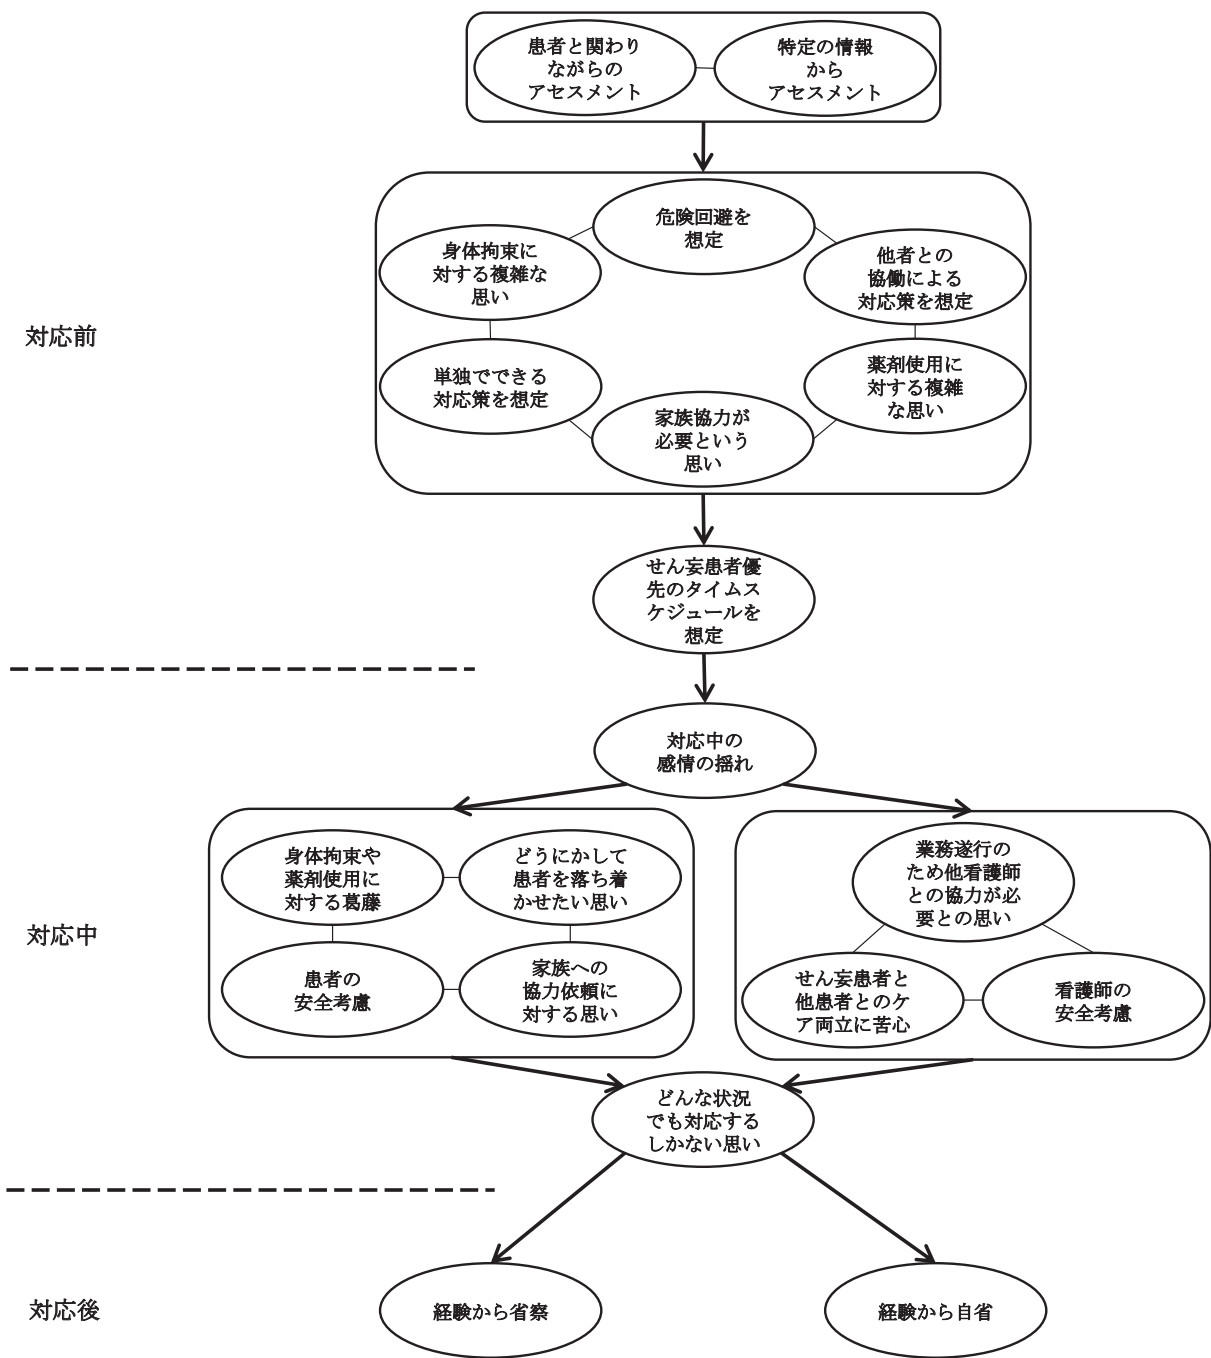 患者と関わり
ながらの
アセスメント
特定の情報
から
アセスメント
対応前
危険回避を
想定
身体拘束に
対する複雑な
思い
他者との
協働による
対応策を想定
単独でできる
対応策を想定
薬剤使用に
対する複雑
な思い
家族協力が
必要という
思い
せん妄患者優
先のタイムス
ケジュールを
想定
対応中の
感情の揺れ
対応中
身体拘束や
薬剤使用に
対する葛藤
どうにかして
患者を落ち着
かせたい思い
患者の
安全考慮
家族への
協力依頼に
対する思い
業務遂行の
ため他看護師
との協力が必
要との思い
せん妄患者と
他患者とのケ
ア両立に苦心
看護師の
安全考慮
どんな状況
でも対応する
しかない思い
対応後
経験から省察
経験から自省